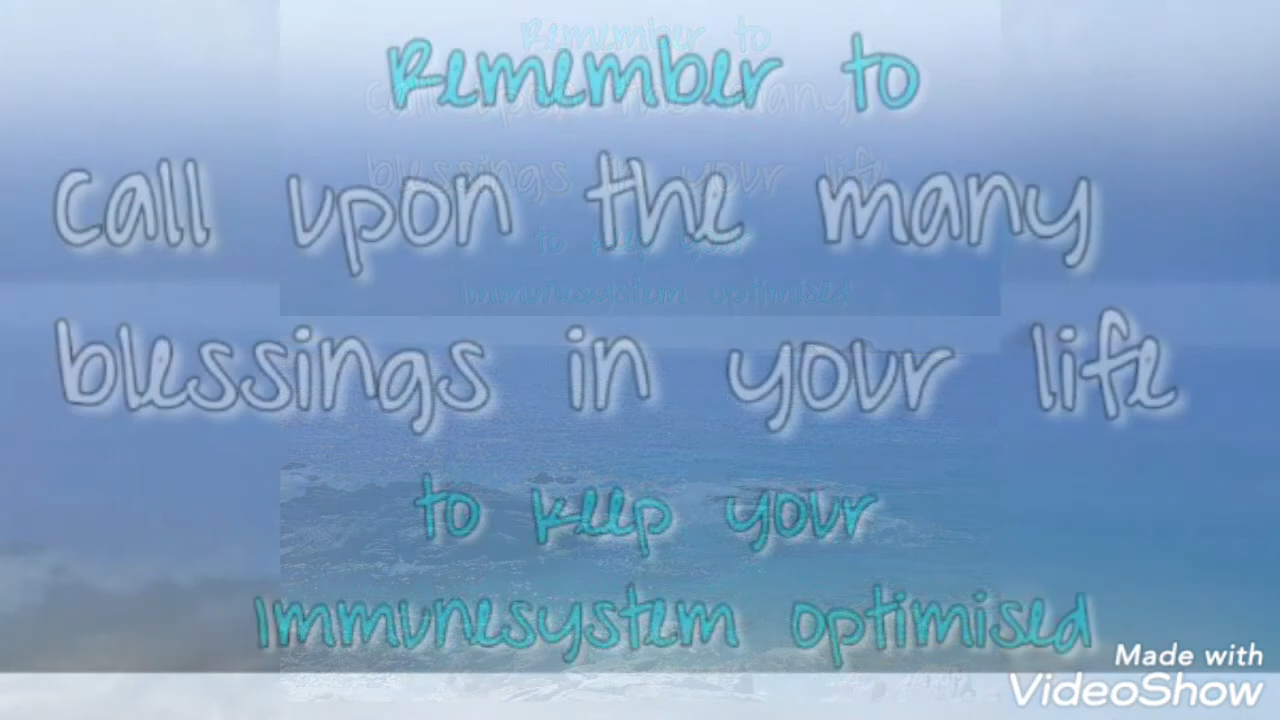 Remember to
call upon the many
blessings in your life
to keep your
Immunesystem optimised
Made with
VideoShow